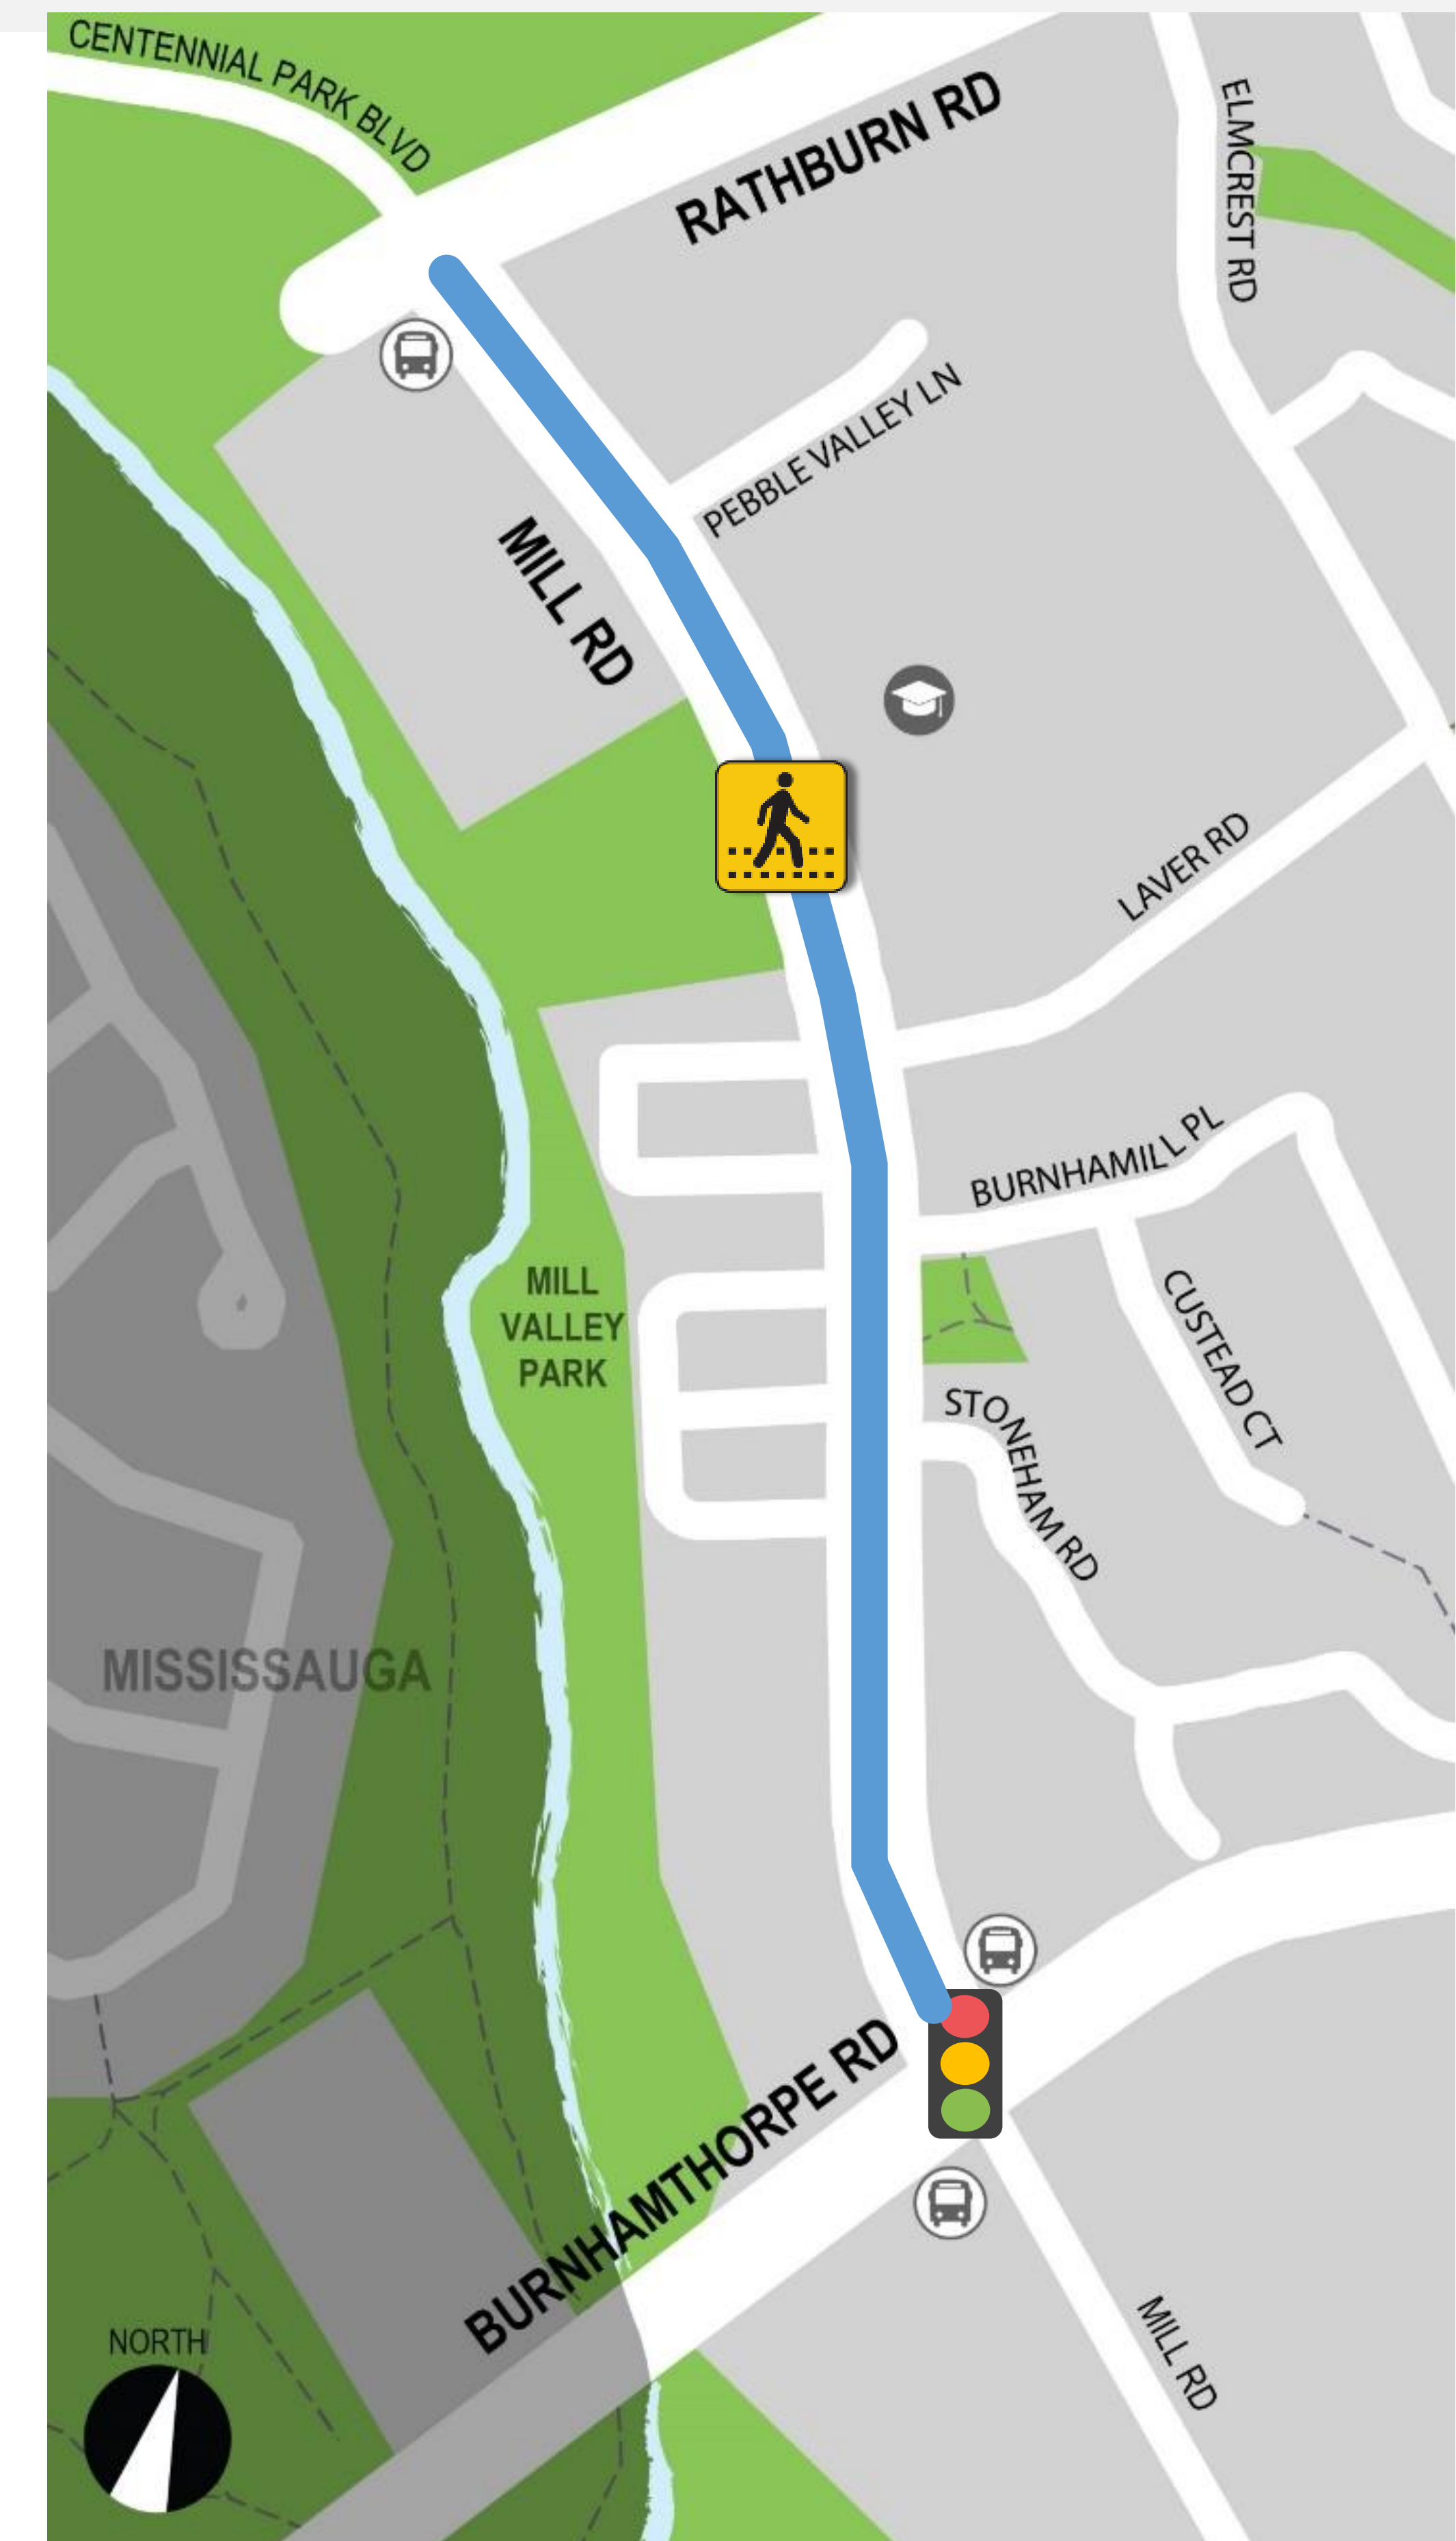 CENTENNIAL PARK BLVD
RATHBURN RD
ELMCREST RD
PEBBLE VALLEY LN
MILL RD
LAVER RD
BURNHAMILL PL
MILL
VALLEY
PARK
CUSTEAD CT
STONEHAM RD
MISSISSAUGA
BURNHAMTHORPE RD
MILL RD
NORTH